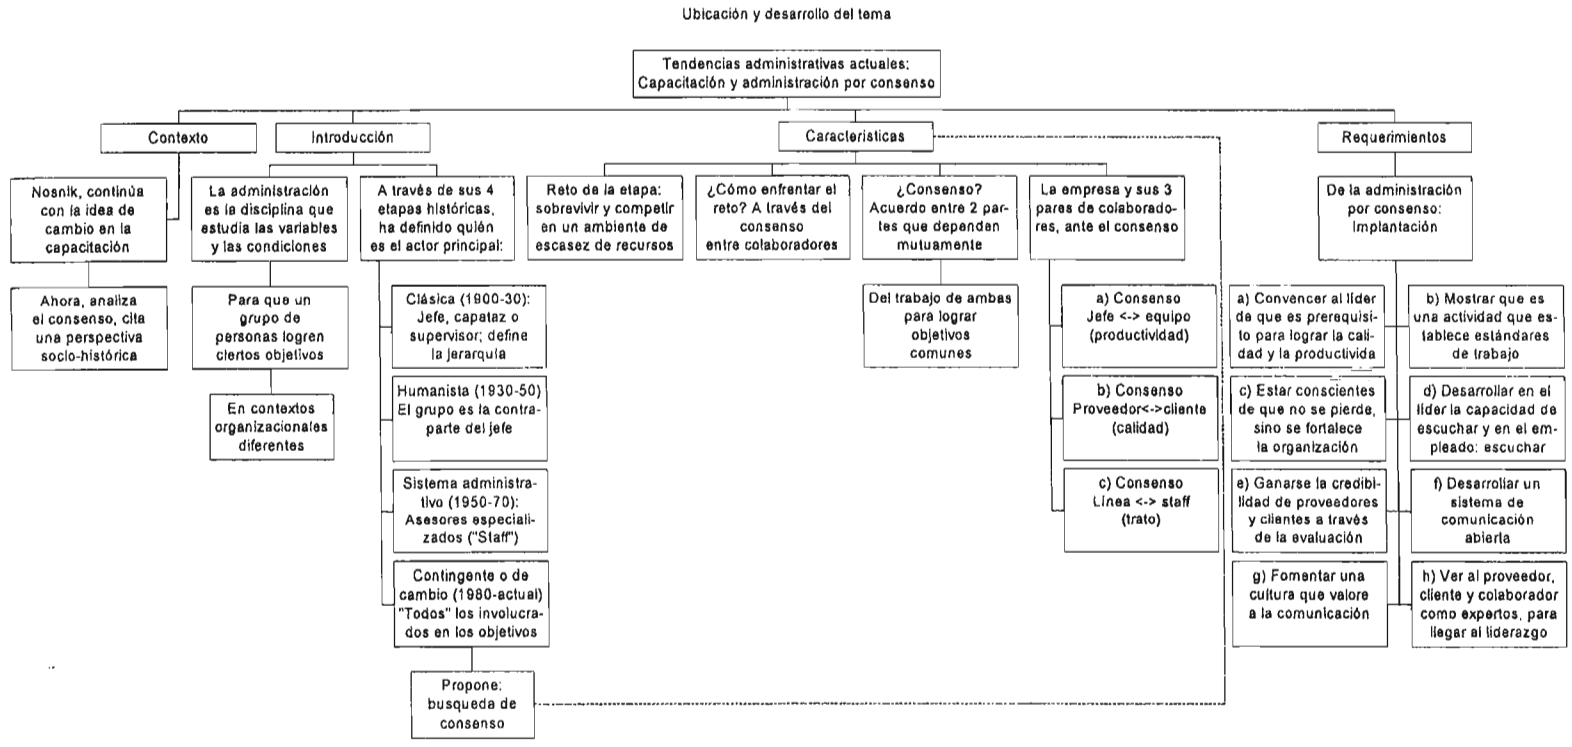 Ubicación y desarrollo del tema
Tendencias administrativas actuales:
Capacitación y administración por consenso
Contexto
Introducción
Características
Requerimientos
Nosnik, continúa
con la idea de
cambio en la
capacitación
Ahora, analiza
el consenso, cita
una perspectiva
socio-histórica
La administración
es la disciplina que
estudia las variables
y las condiciones
Para que un
grupo de
personas logren
ciertos objetivos
En contextos
organizacionales
diferentes
A través de sus 4
etapas históricas,
ha definido quién
es el actor principal:
Clásica (1900-30):
Jefe, capataz o
supervisor; define
la jerarquía
Humanista (1930-50)
El grupo es la contra-
parte del jefe
Sistema administra-
tivo (1950-70):
Asesores especiali-
zados ("Staff")
Contingente o de
cambio (1980-actual)
"Todos" los involucra-
dos en los objetivos
Propone:
busqueda de
consenso
Reto de la etapa:
sobrevivir y competir
en un ambiente de
escasez de recursos
¿Cómo enfrentar el
reto? A través del
consenso
entre colaboradores
¿Consenso?
Acuerdo entre 2 par-
tes que dependen
mutuamente
Del trabajo de ambas
para lograr
objetivos
comunes
La empresa y sus 3
pares de colaborado-
res, ante el consenso
a) Consenso
Jefe <-> equipo
(productividad)
b) Consenso
Proveedor<->cliente
(calidad)
c) Consenso
Línea <-> staff
(trato)
De la administración
por consenso:
Implantación
a) Convencer al líder
de que es prerequisi-
to para lograr la cali-
dad y la productivida
b) Mostrar que es
una actividad que es-
tablece estándares
de trabajo
c) Estar conscientes
de que no se pierde,
sino se fortalece
la organización
d) Desarrollar en el
líder la capacidad de
escuchar y en el em-
pleado: escuchar
e) Ganarse la credibi-
lidad de proveedores
y clientes a través
de la evaluación
f) Desarrollar un
sistema de
comunicación
abierta
g) Fomentar una
cultura que valore
a la comunicación
h) Ver al proveedor,
cliente y colaborador
como expertos, para
llegar al liderazgo